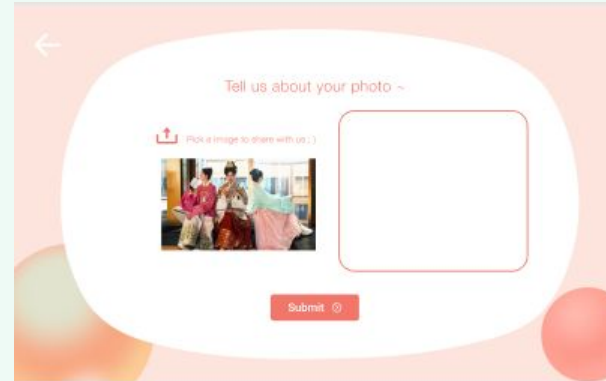 Tell us about your photo ~
Pick a image to share with us ; )
Submit